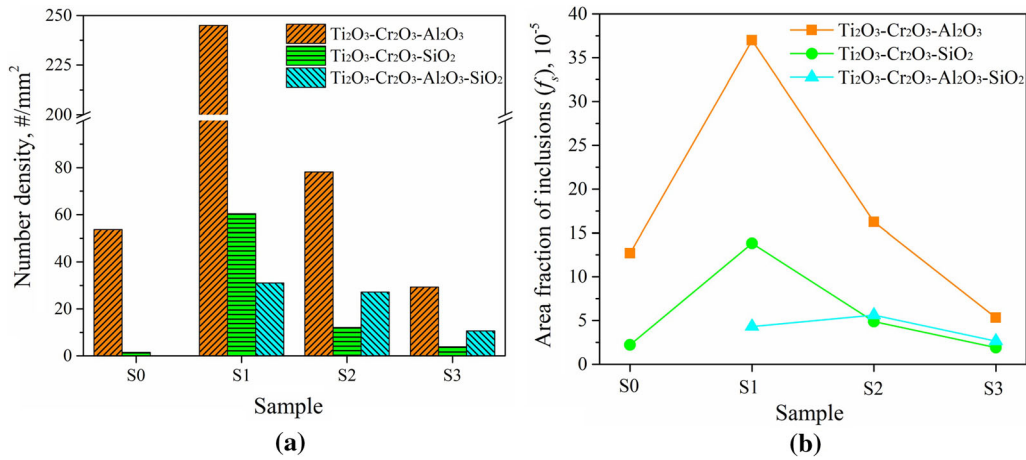 250
225
200
80
60
40
20
0
Number density, #/mm²
Ti₂O₃-Cr₂O₃-Al₂O₃
Ti₂O₃-Cr₂O₃-SiO₂
Ti₂O₃-Cr₂O₃-Al₂O₃-SiO₂
S0 S1 S2 S3
Sample
(a)
40
35
30
25
20
15
10
5
0
Area fraction of inclusions (fₛ), 10⁻⁵
Ti₂O₃-Cr₂O₃-Al₂O₃
Ti₂O₃-Cr₂O₃-SiO₂
Ti₂O₃-Cr₂O₃-Al₂O₃-SiO₂
S0 S1 S2 S3
Sample
(b)